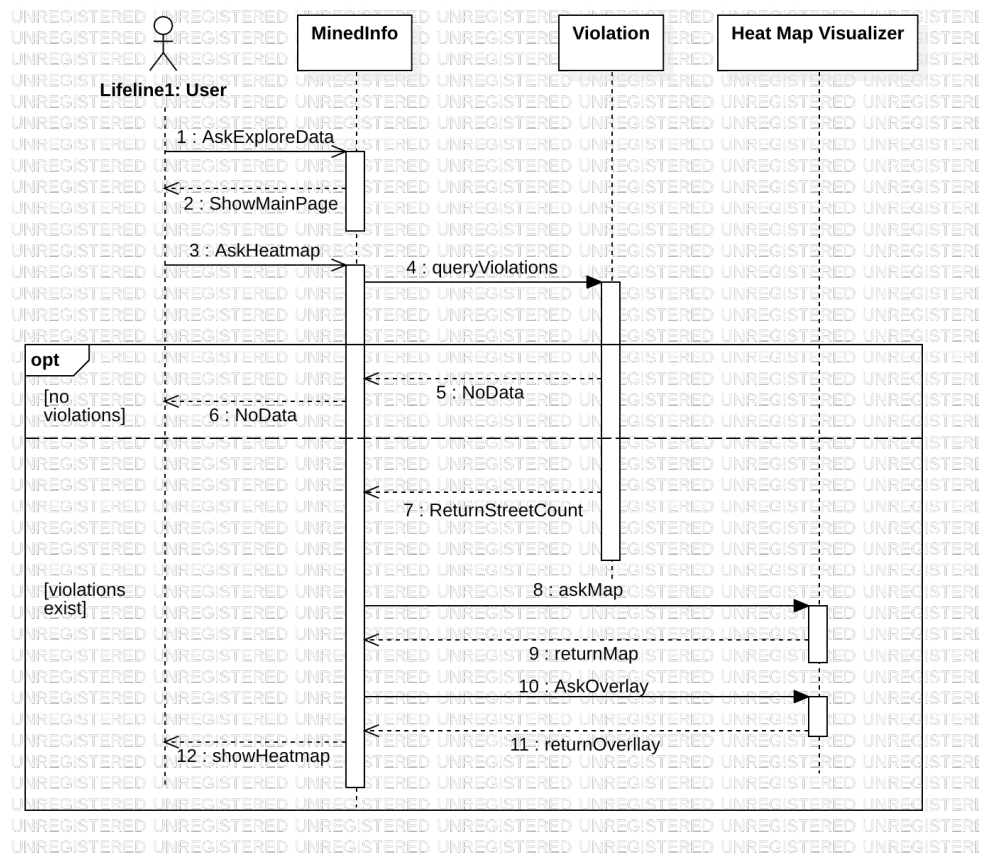 MinedInfo
Violation
Heat Map Visualizer
Lifeline1: User
1 : AskExploreData
2 : ShowMainPage
3 : AskHeatmap
4 : queryViolations
opt
[no
violations]
5 : NoData
6 : NoData
7 : ReturnStreetCount
[violations
exist]
8 : askMap
9 : returnMap
10 : AskOverlay
11 : returnOverllay
12 : showHeatmap
UNREGISTERED